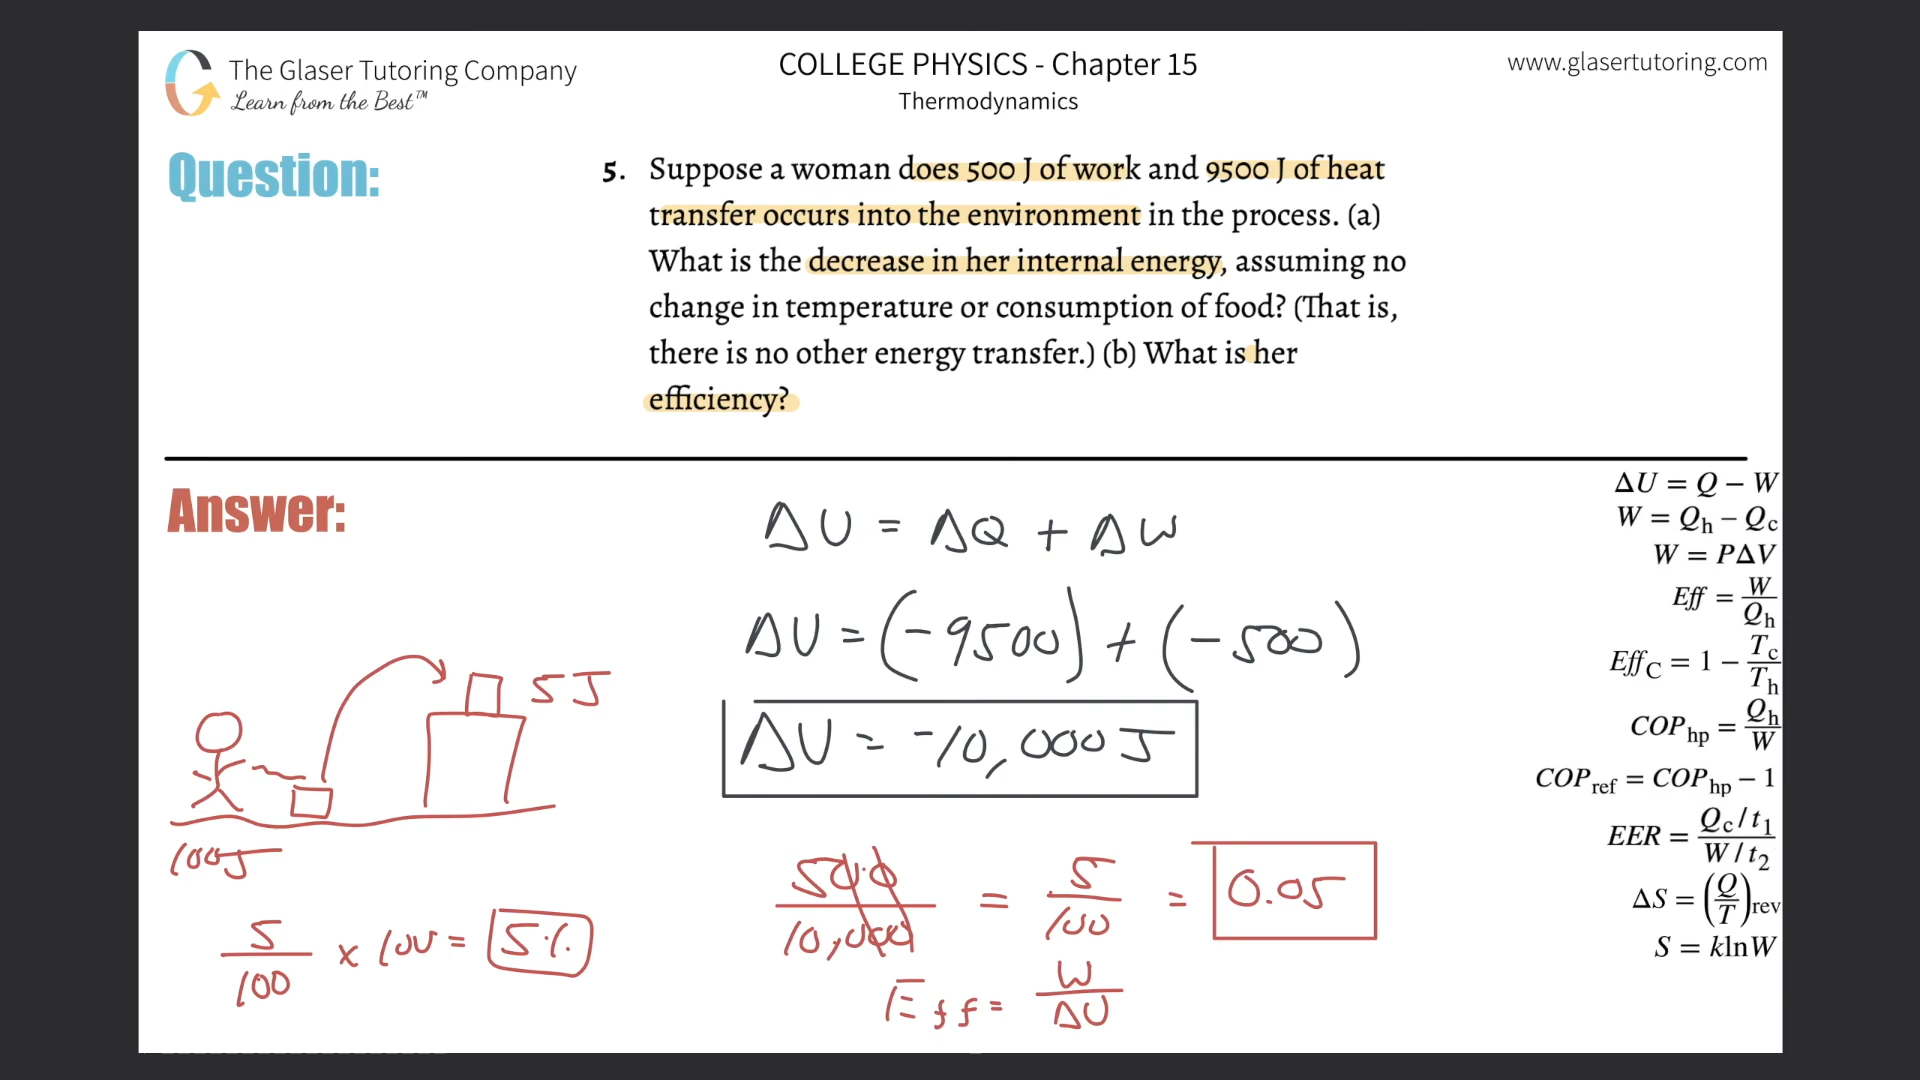 The Glaser Tutoring Company
Learn from the Best™
COLLEGE PHYSICS - Chapter 15
Thermodynamics
www.glasertutoring.com
Question:
5. Suppose a woman does 500 J of work and 9500 J of heat
transfer occurs into the environment in the process. (a)
What is the decrease in her internal energy, assuming no
change in temperature or consumption of food? (That is,
there is no other energy transfer.) (b) What is her
efficiency?
Answer:
ΔU = ΔQ + ΔW
ΔU = (-9500) + (-500)
ΔU = -10,000 J
5 J
100J
5/100 x 100 = 5%
500/10,000 = 5/100 = 0.05
Eff = W/ΔU
ΔU = Q − W
W = Qh − Qc
W = PΔV
Eff = W/Qh
EffC = 1 − Tc/Th
COPhp = Qh/W
COPref = COPhp − 1
EER = (Qc/t1)/(W/t2)
ΔS = (Q/T)rev
S = klnW